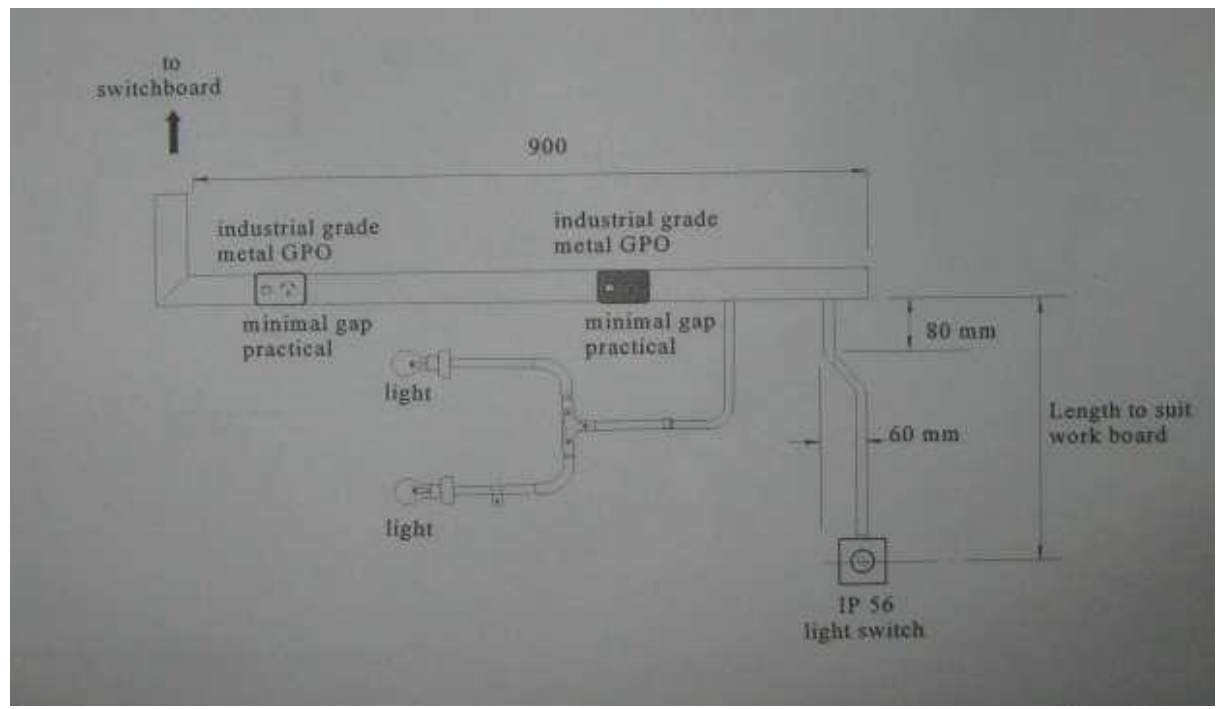 to
switchboard
900
industrial grade
metal GPO
industrial grade
metal GPO
minimal gap
practical
minimal gap
practical
80 mm
light
Length to suit
work board
60 mm
light
IP 56
light switch